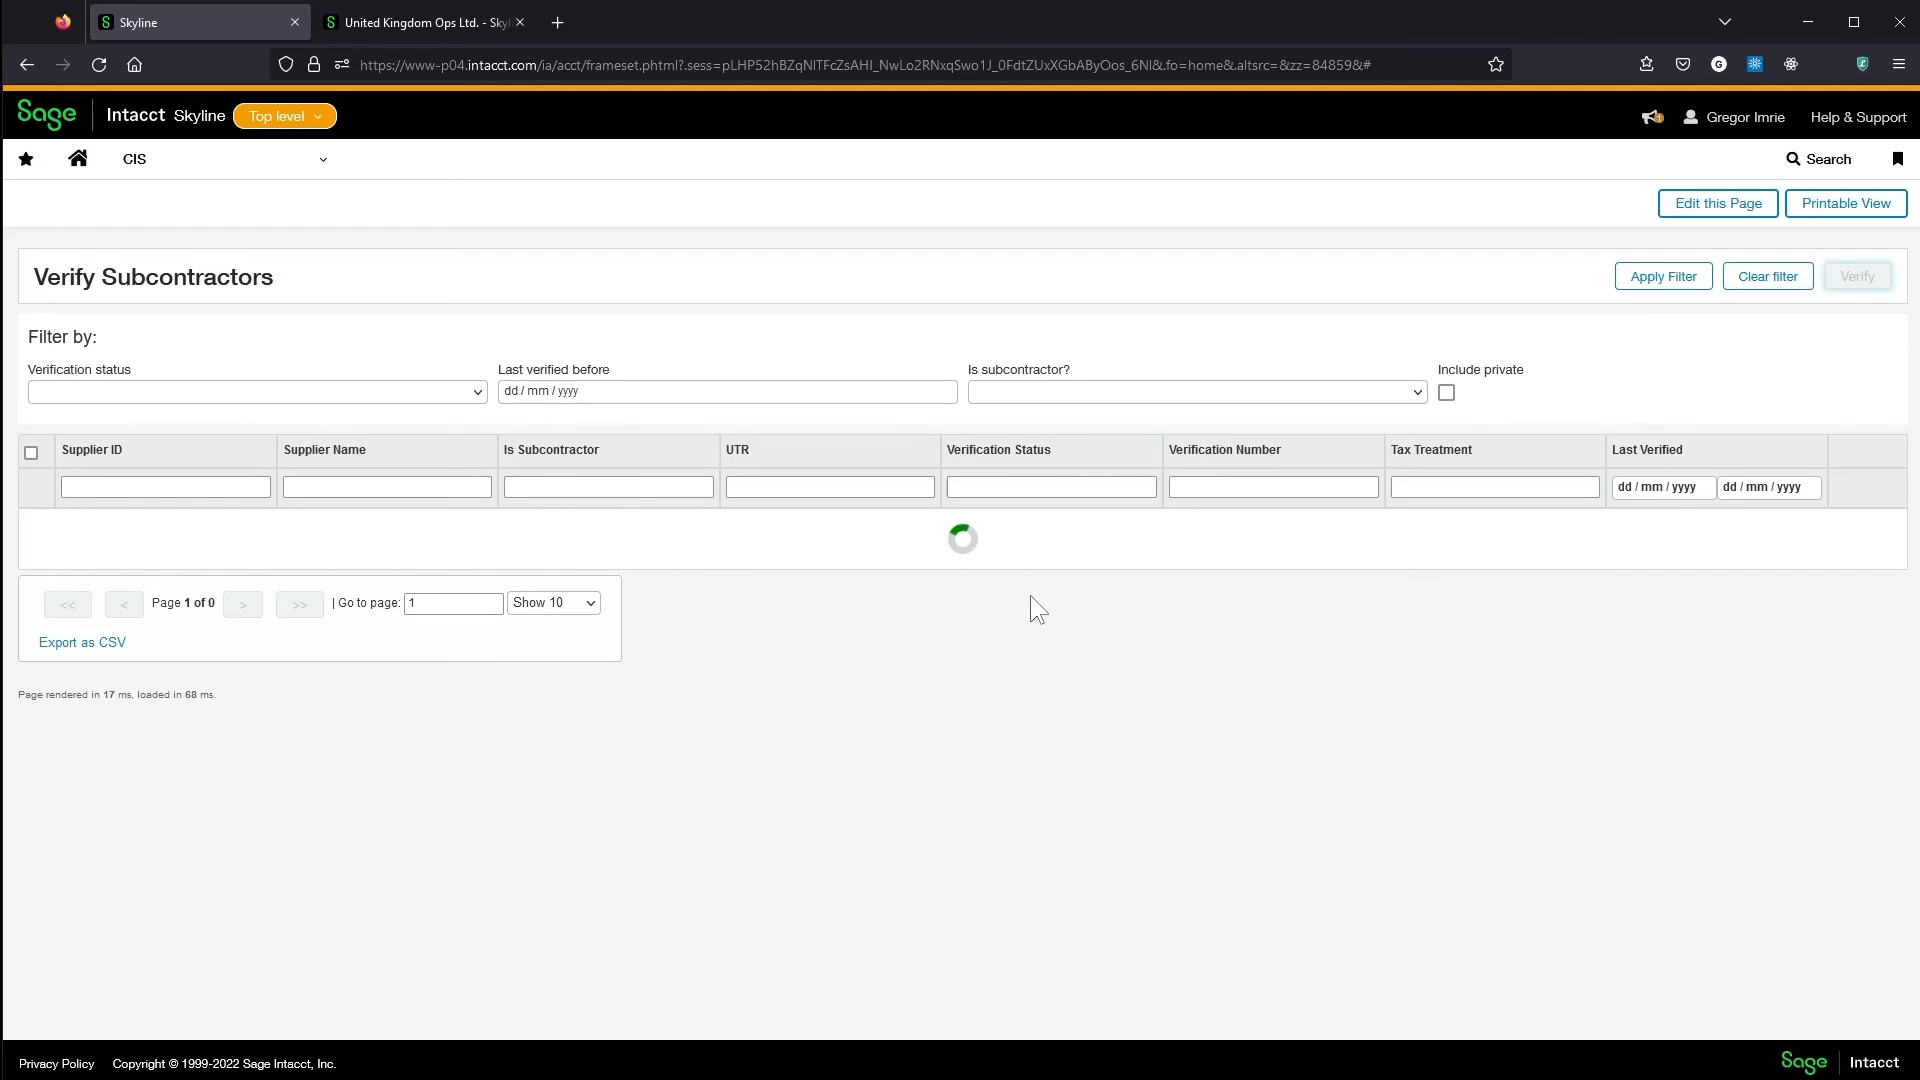 Skyline
United Kingdom Ops Ltd. - Skyl
https://www-p04.intacct.com/ia/acct/frameset.phtml?.sess=pLHP52hBZqNlTFcZsAHI_NwLo2RNxqSwo1J_0FdtZUxXGbAByOos_6Nl&.fo=home&.altsrc=&zz=84859&#
Sage Intacct Skyline Top level
1 Gregor Imrie Help & Support
CIS Search
Edit this Page Printable View
Verify Subcontractors Apply Filter Clear filter Verify
Filter by:
Verification status Last verified before Is subcontractor? Include private
dd / mm / yyyy
Supplier ID Supplier Name Is Subcontractor UTR Verification Status Verification Number Tax Treatment Last Verified
dd / mm / yyyy dd / mm / yyyy
<< < Page 1 of 0 > >> | Go to page: 1 Show 10
Export as CSV
Page rendered in 17 ms, loaded in 68 ms.
Privacy Policy Copyright © 1999-2022 Sage Intacct, Inc. Sage Intacct